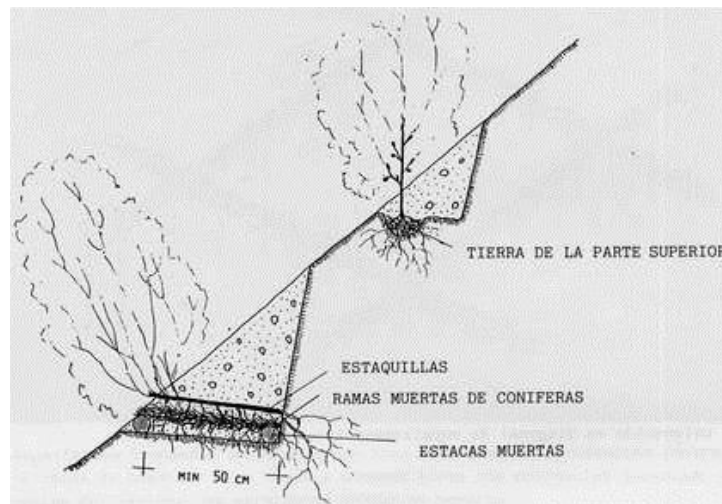 TIERRA DE LA PARTE SUPERIOR
ESTAQUILLAS
RAMAS MUERTAS DE CONIFERAS
ESTACAS MUERTAS
MIN 50 CM